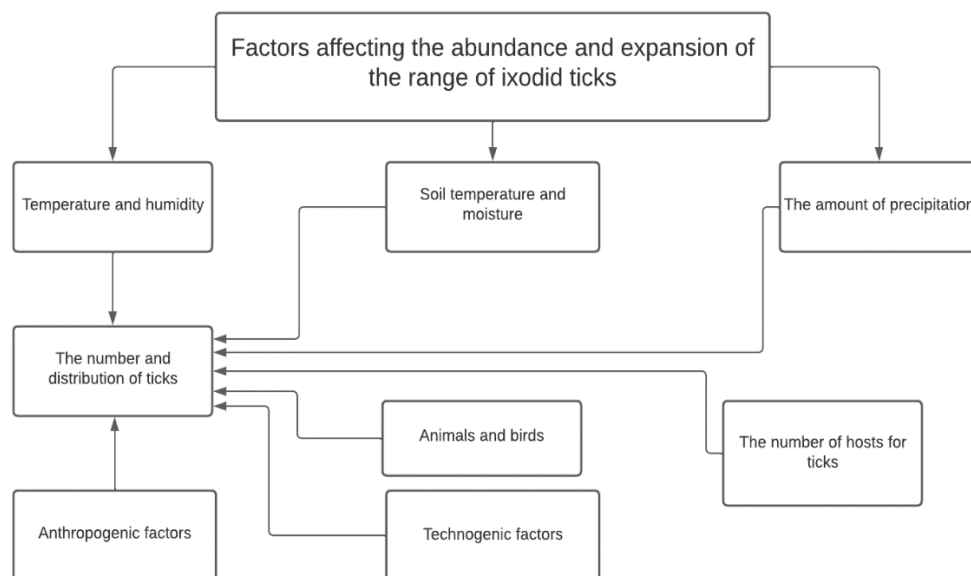 Factors affecting the abundance and expansion of
the range of ixodid ticks
Temperature and humidity
Soil temperature and
moisture
The amount of precipitation
The number and
distribution of ticks
Animals and birds
The number of hosts for
ticks
Anthropogenic factors
Technogenic factors